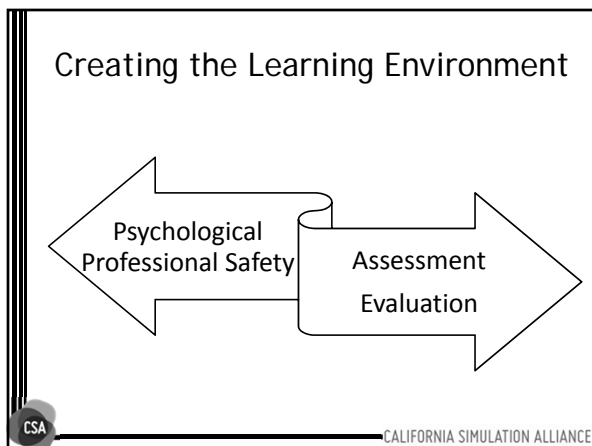 Creating the Learning Environment
Psychological
Professional Safety
Assessment
Evaluation
CSA
CALIFORNIA SIMULATION ALLIANCE